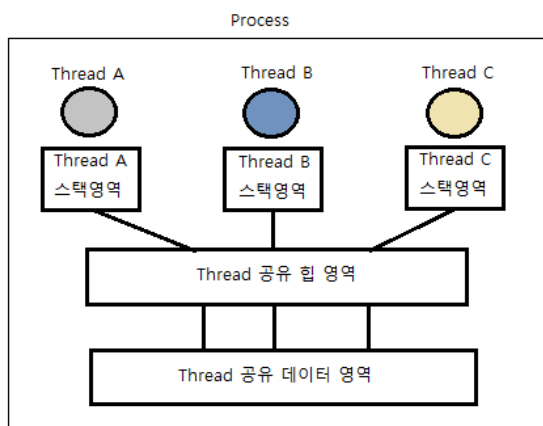 Process
Thread A
Thread B
Thread C
Thread A
스택영역
Thread B
스택영역
Thread C
스택영역
Thread 공유 힙 영역
Thread 공유 데이터 영역